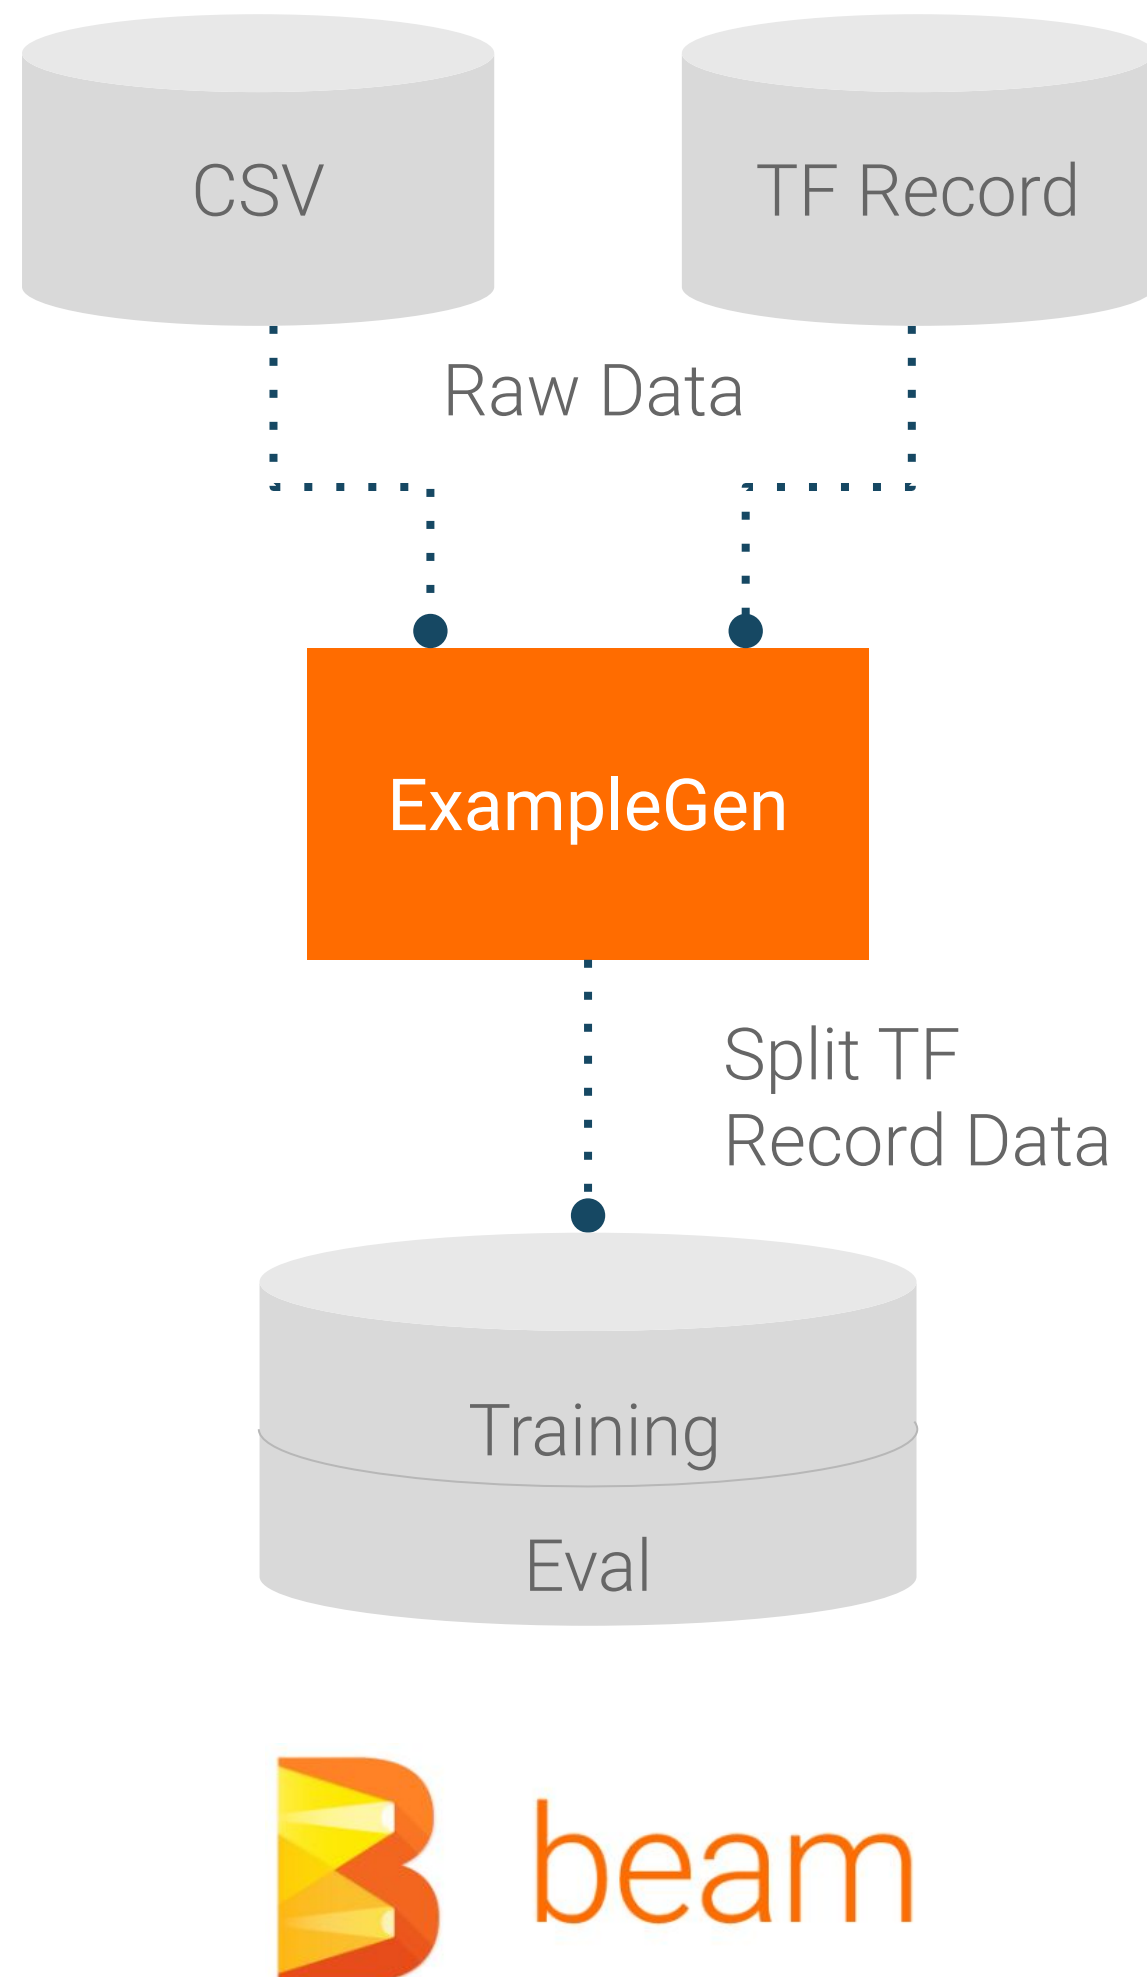 CSV
TF Record
Raw Data
ExampleGen
Split TF
Record Data
Training
Eval
beam